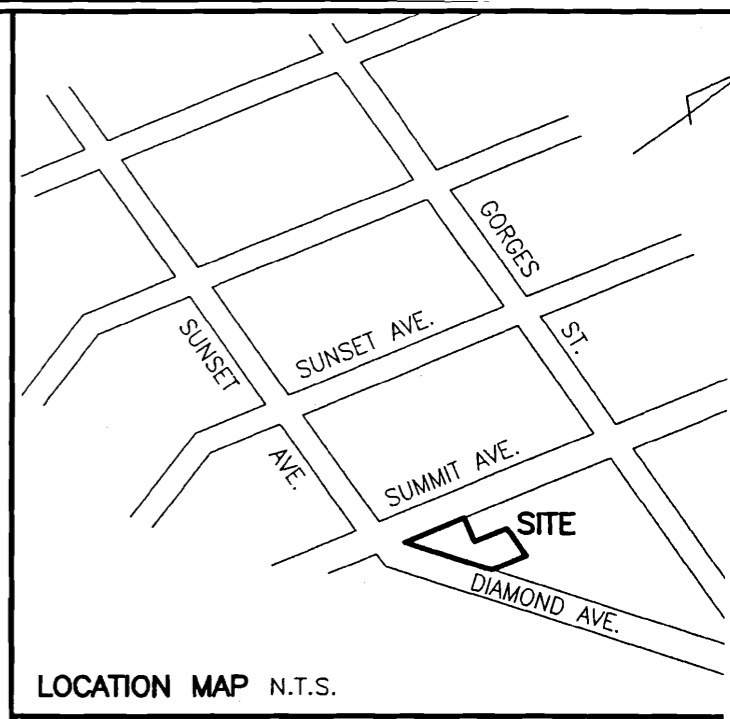 GORGES
ST.
SUNSET AVE.
SUNSET
AVE.
SUMMIT AVE.
SITE
DIAMOND AVE.
LOCATION MAP N.T.S.